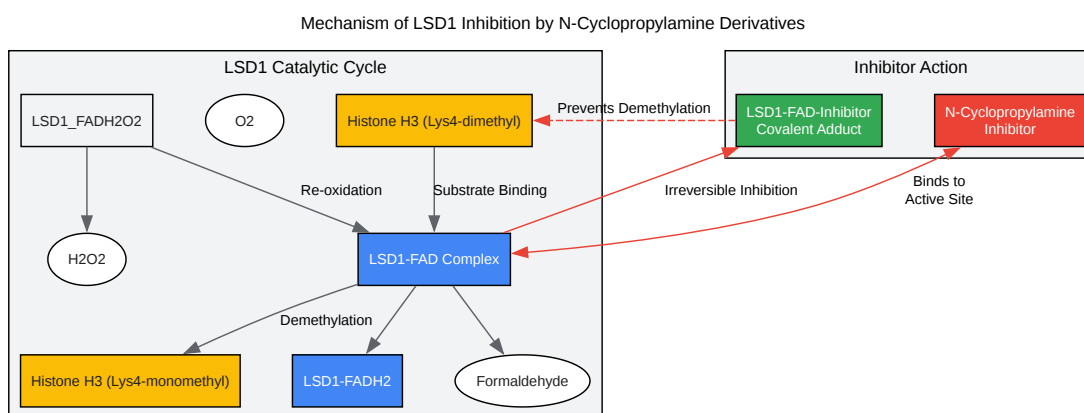 Mechanism of LSD1 Inhibition by N-Cyclopropylamine Derivatives
LSD1 Catalytic Cycle
Inhibitor Action
LSD1_FADH2O2
O2
Histone H3 (Lys4-dimethyl)
Prevents Demethylation
LSD1-FAD-Inhibitor
Covalent Adduct
N-Cyclopropylamine
Inhibitor
Re-oxidation
Substrate Binding
Irreversible Inhibition
Binds to
Active Site
H2O2
LSD1-FAD Complex
Demethylation
Histone H3 (Lys4-monomethyl)
LSD1-FADH2
Formaldehyde